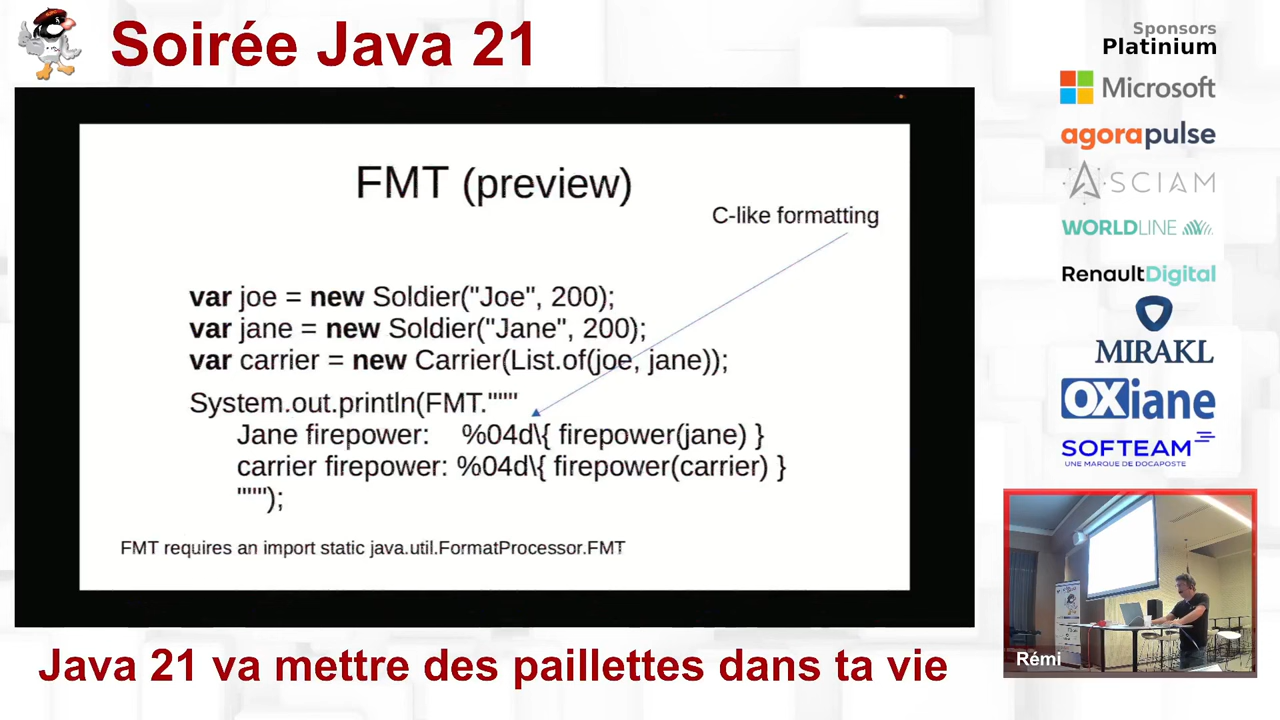 Soirée Java 21
Sponsors
Platinium
Microsoft
agorapulse
ASCIAM
WORLDLINE
RenaultDigital
MIRAKL
OXiane
SOFTEAM
UNE MARQUE DE DOCAPOSTE
FMT (preview)
C-like formatting
var joe = new Soldier("Joe", 200);
var jane = new Soldier("Jane", 200);
var carrier = new Carrier(List.of(joe, jane));
System.out.println(FMT."""
Jane firepower: %04d\{ firepower(jane) }
carrier firepower: %04d\{ firepower(carrier) }
""");
FMT requires an import static java.util.FormatProcessor.FMT
Rémi
Java 21 va mettre des paillettes dans ta vie